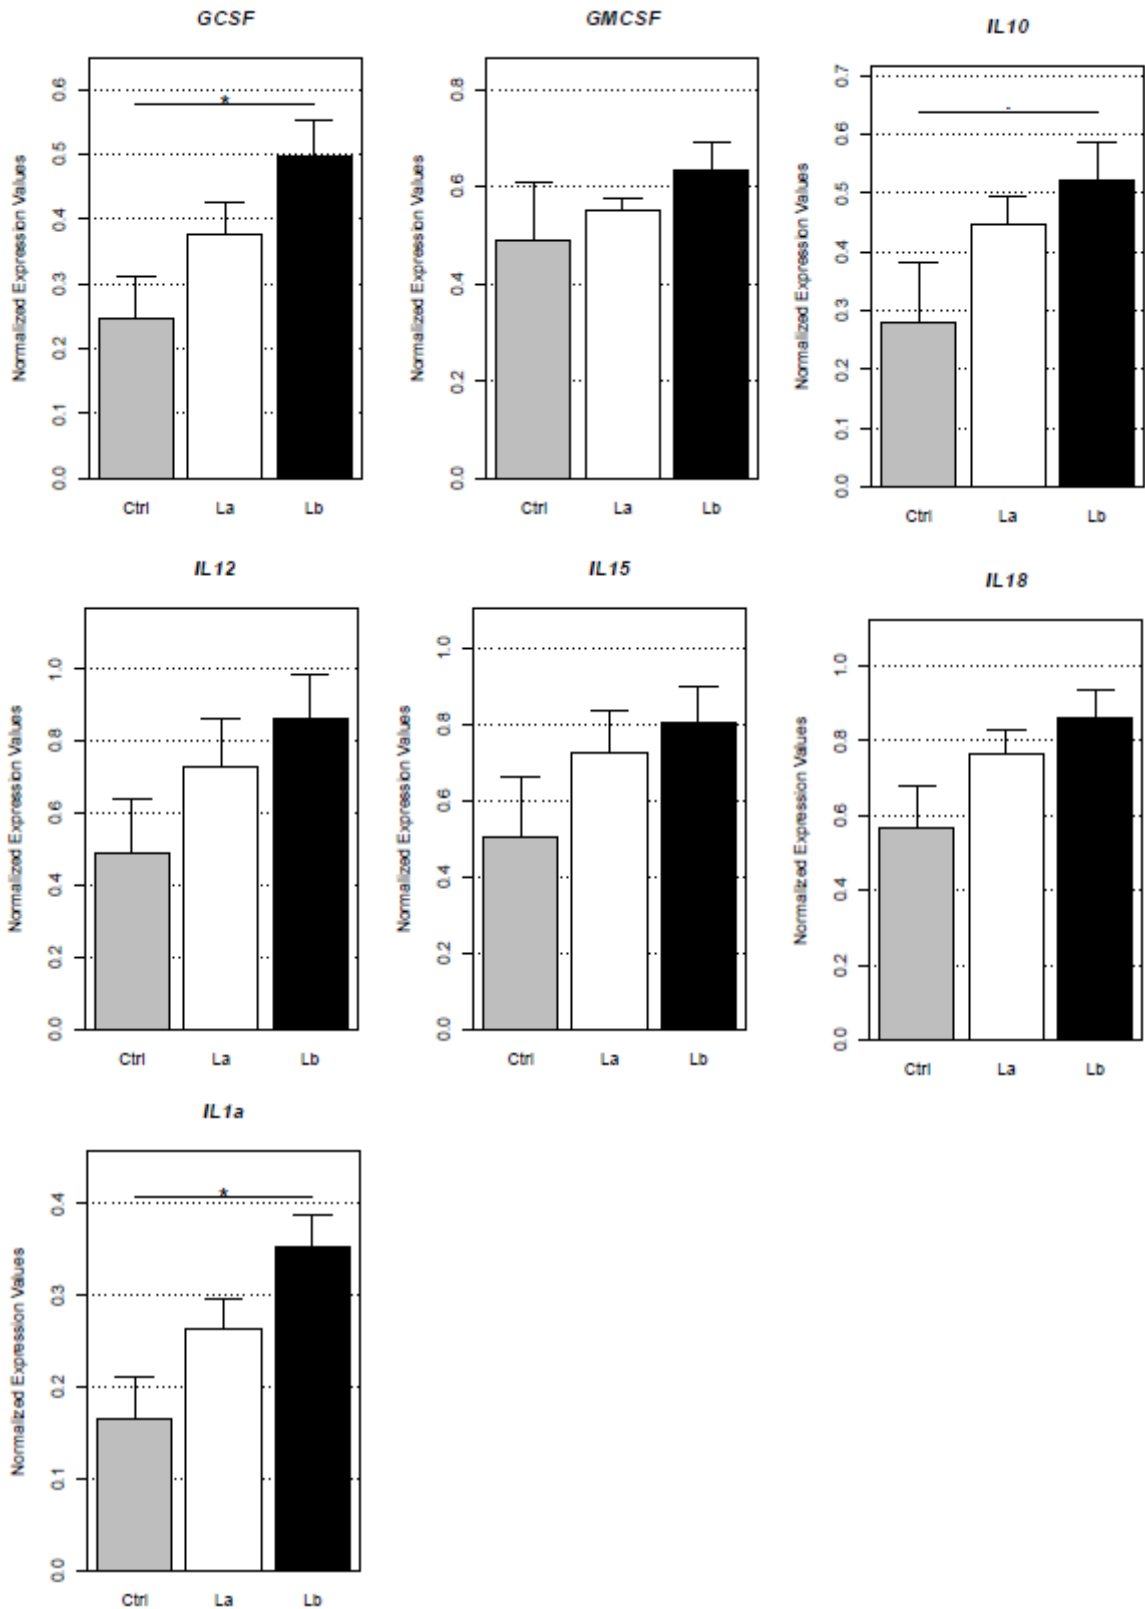 GCSF
Normalized Expression Values
0.0 0.1 0.2 0.3 0.4 0.5 0.6
*
Ctrl La Lb
GMCSF
Normalized Expression Values
0.0 0.2 0.4 0.6 0.8
Ctrl La Lb
IL10
Normalized Expression Values
0.0 0.1 0.2 0.3 0.4 0.5 0.6 0.7
-
Ctrl La Lb
IL12
Normalized Expression Values
0.0 0.2 0.4 0.6 0.8 1.0
Ctrl La Lb
IL15
Normalized Expression Values
0.0 0.2 0.4 0.6 0.8 1.0
Ctrl La Lb
IL18
Normalized Expression Values
0.0 0.2 0.4 0.6 0.8 1.0
Ctrl La Lb
IL1a
Normalized Expression Values
0.0 0.1 0.2 0.3 0.4
*
Ctrl La Lb